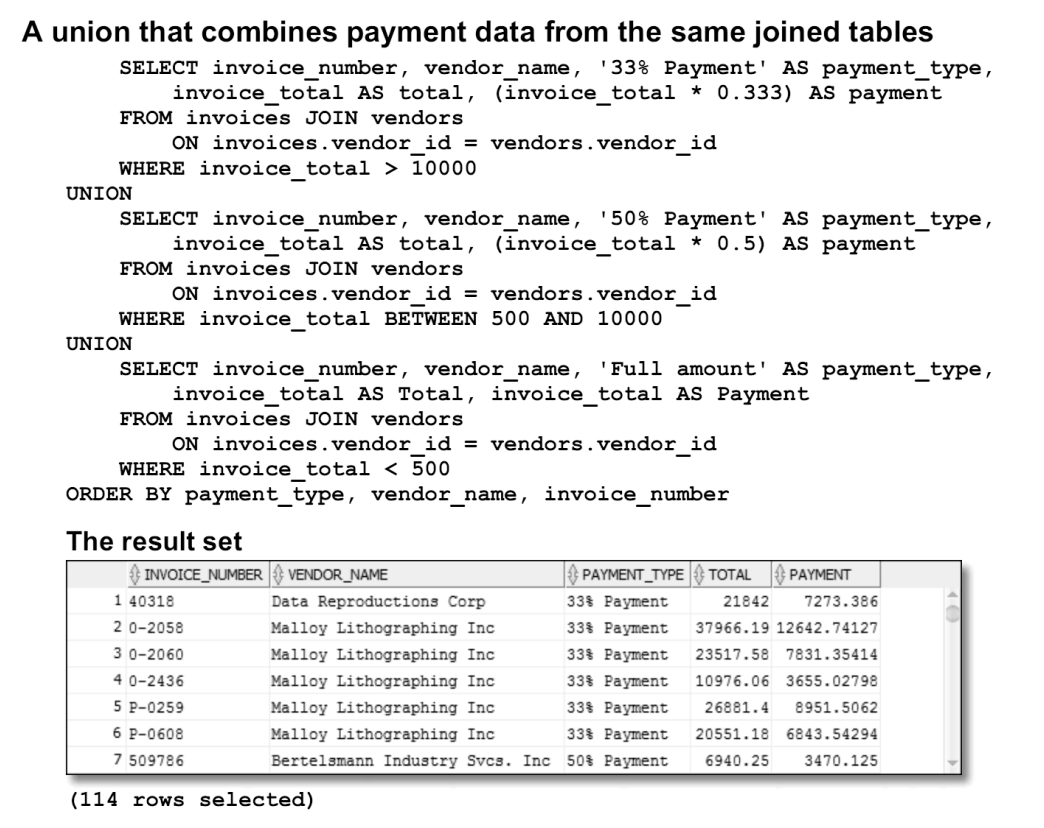 A union that combines payment data from the same joined tables
SELECT invoice_number, vendor_name, '33% Payment' AS payment_type,
invoice_total AS total, (invoice_total * 0.333) AS payment
FROM invoices JOIN vendors
ON invoices.vendor_id = vendors.vendor_id
WHERE invoice_total > 10000
UNION
SELECT invoice_number, vendor_name, '50% Payment' AS payment_type,
invoice_total AS total, (invoice_total * 0.5) AS payment
FROM invoices JOIN vendors
ON invoices.vendor_id = vendors.vendor_id
WHERE invoice_total BETWEEN 500 AND 10000
UNION
SELECT invoice_number, vendor_name, 'Full amount' AS payment_type,
invoice_total AS Total, invoice_total AS Payment
FROM invoices JOIN vendors
ON invoices.vendor_id = vendors.vendor_id
WHERE invoice_total < 500
ORDER BY payment_type, vendor_name, invoice_number
The result set
INVOICE_NUMBER VENDOR_NAME PAYMENT_TYPE TOTAL PAYMENT
1 40318 Data Reproductions Corp 33% Payment 21842 7273.386
2 0-2058 Malloy Lithographing Inc 33% Payment 37966.19 12642.74127
3 0-2060 Malloy Lithographing Inc 33% Payment 23517.58 7831.35414
4 0-2436 Malloy Lithographing Inc 33% Payment 10976.06 3655.02798
5 P-0259 Malloy Lithographing Inc 33% Payment 26881.4 8951.5062
6 P-0608 Malloy Lithographing Inc 33% Payment 20551.18 6843.54294
7 509786 Bertelsmann Industry Svcs. Inc 50% Payment 6940.25 3470.125
(114 rows selected)